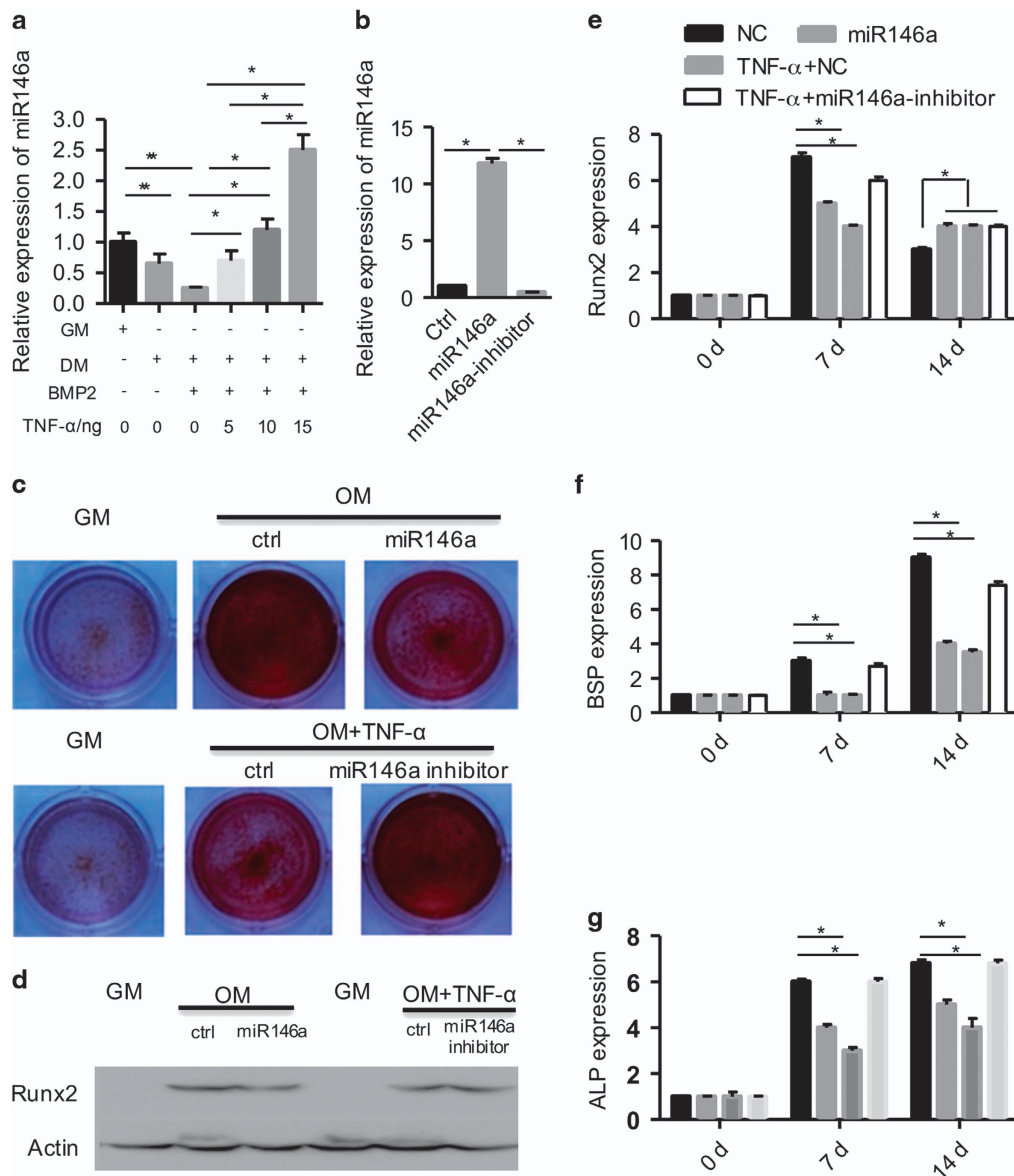 a
Relative expression of miR146a
3.0
2.5
2.0
1.5
1.0
0.5
0.0
* * * * * * * ** **
GM + - - - - -
DM - + + + + +
BMP2 - - + + + +
TNF-α/ng 0 0 0 5 10 15
b
Relative expression of miR146a
15
10
5
0
* *
Ctrl
miR146a
miR146a-inhibitor
c
GM
OM
ctrl miR146a
GM
OM+TNF-α
ctrl miR146a inhibitor
d
GM OM GM OM+TNF-α
ctrl miR146a ctrl miR146a
inhibitor
Runx2
Actin
e
NC miR146a
TNF-α+NC
TNF-α+miR146a-inhibitor
Runx2 expression
8
6
4
2
0
* * *
0 d 7 d 14 d
f
BSP expression
10
8
6
4
2
0
* * * *
0 d 7 d 14 d
g
ALP expression
8
6
4
2
0
* * * *
0 d 7 d 14 d